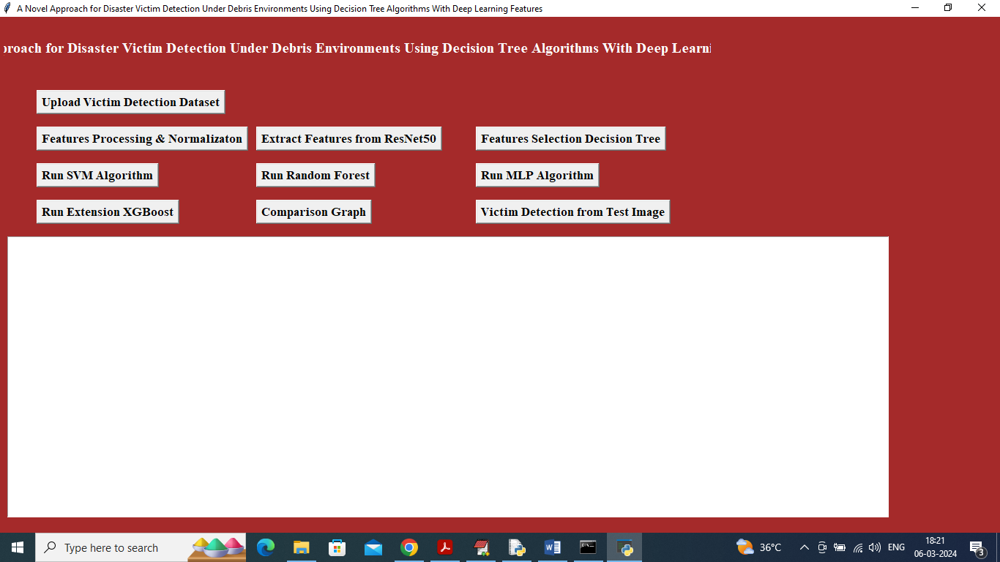 A Novel Approach for Disaster Victim Detection Under Debris Environments Using Decision Tree Algorithms With Deep Learning Features
proach for Disaster Victim Detection Under Debris Environments Using Decision Tree Algorithms With Deep Learni
Upload Victim Detection Dataset
Features Processing & Normalizaton Extract Features from ResNet50 Features Selection Decision Tree
Run SVM Algorithm Run Random Forest Run MLP Algorithm
Run Extension XGBoost Comparison Graph Victim Detection from Test Image
Type here to search 36°C ENG 18:21
06-03-2024 3